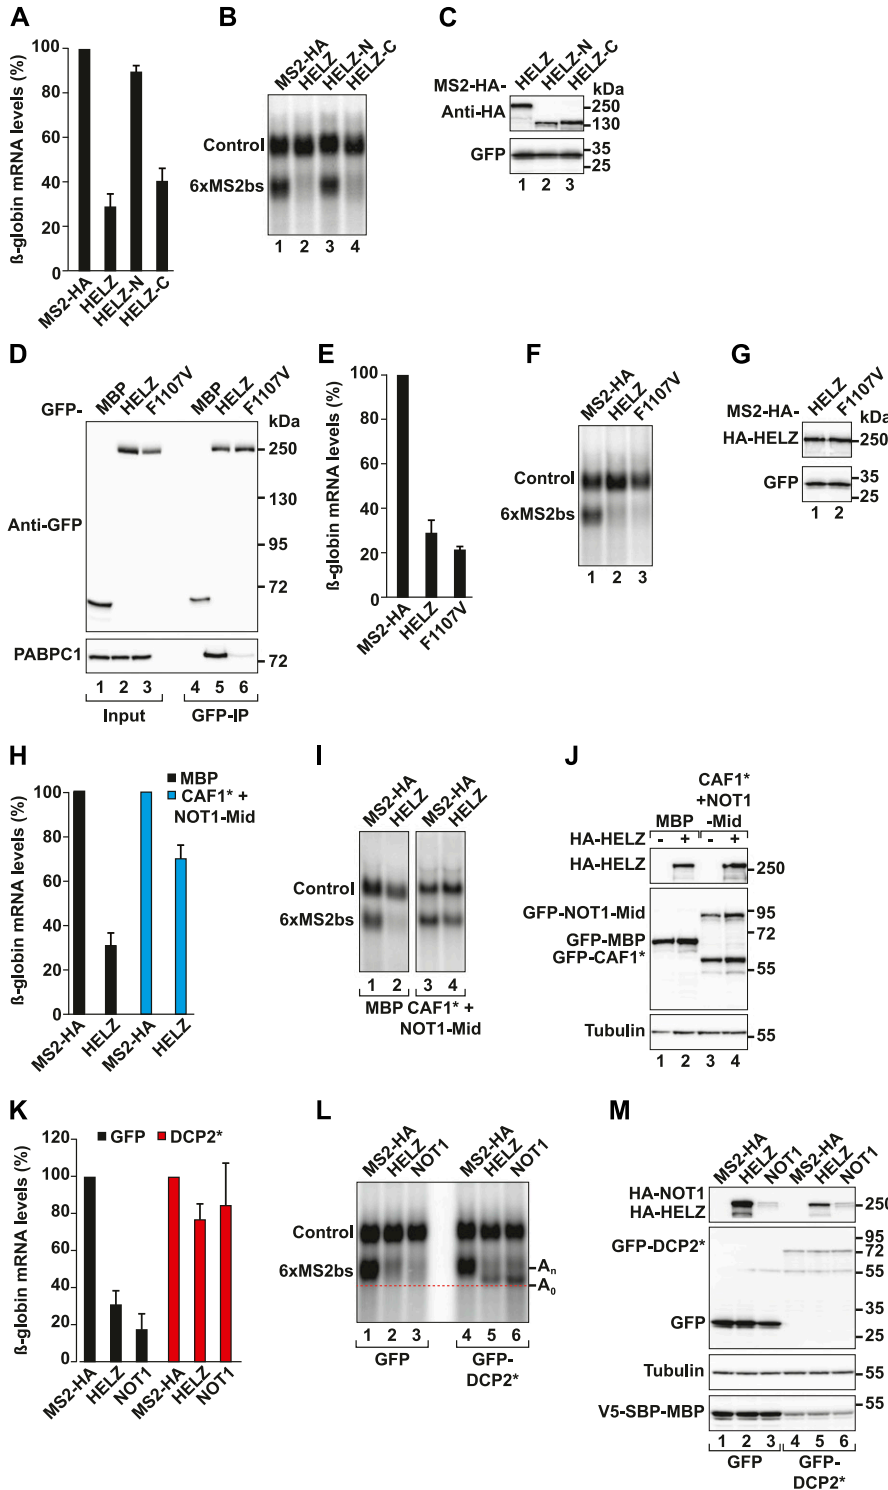 A
ß-globin mRNA levels (%)
100
80
60
40
20
0
MS2-HA
HELZ
HELZ-N
HELZ-C
B
MS2-HA
HELZ
HELZ-N
HELZ-C
Control
6xMS2bs
1 2 3 4
C
MS2-HA-
HELZ
HELZ-N
HELZ-C
kDa
Anti-HA
250
130
GFP
35
25
1 2 3
D
GFP-
MBP
HELZ
F1107V
MBP
HELZ
F1107V
kDa
250
130
Anti-GFP
95
72
PABPC1
72
1 2 3 4 5 6
Input GFP-IP
E
ß-globin mRNA levels (%)
100
80
60
40
20
0
MS2-HA
HELZ
F1107V
F
MS2-HA
HELZ
F1107V
Control
6xMS2bs
1 2 3
G
MS2-HA-
HELZ
F1107V
kDa
HA-HELZ
250
GFP
35
25
1 2
H
MBP
CAF1* +
NOT1-Mid
ß-globin mRNA levels (%)
100
80
60
40
20
0
MS2-HA
HELZ
MS2-HA
HELZ
I
MS2-HA
HELZ
MS2-HA
HELZ
Control
6xMS2bs
1 2 3 4
MBP CAF1* +
NOT1-Mid
J
CAF1*
+NOT1
-Mid
MBP
HA-HELZ - + - +
HA-HELZ
250
GFP-NOT1-Mid
95
72
GFP-MBP
GFP-CAF1*
55
Tubulin
55
1 2 3 4
K
GFP DCP2*
ß-globin mRNA levels (%)
120
100
80
60
40
20
0
MS2-HA
HELZ
NOT1
MS2-HA
HELZ
NOT1
L
MS2-HA
HELZ
NOT1
MS2-HA
HELZ
NOT1
Control
6xMS2bs
An
A0
1 2 3 4 5 6
GFP GFP-
DCP2*
M
MS2-HA
HELZ
NOT1
MS2-HA
HELZ
NOT1
HA-NOT1
HA-HELZ
250
GFP-DCP2*
95
72
55
35
GFP
25
Tubulin
55
V5-SBP-MBP
55
1 2 3 4 5 6
GFP GFP-
DCP2*